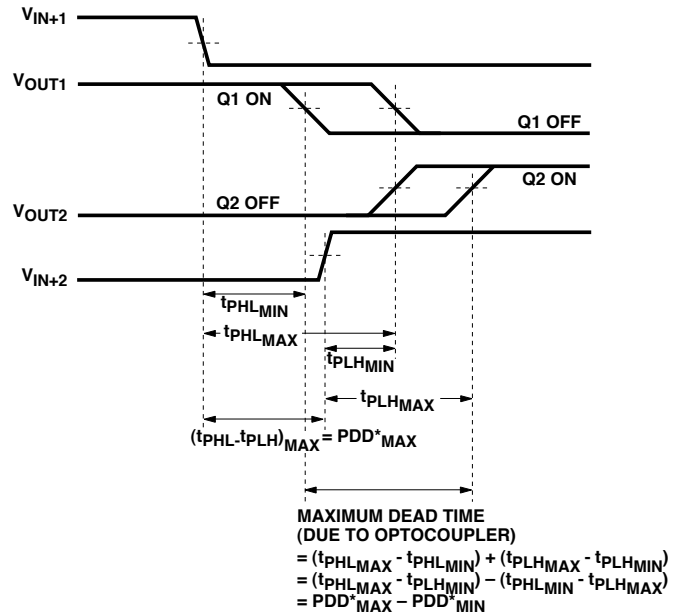 VIN+1
VOUT1
Q1 ON
Q1 OFF
Q2 ON
Q2 OFF
VOUT2
VIN+2
tPHLMIN
tPHLMAX
tPLHMIN
tPLHMAX
(tPHL-tPLH)MAX = PDD*MAX
MAXIMUM DEAD TIME
(DUE TO OPTOCOUPLER)
= (tPHLMAX - tPHLMIN) + (tPLHMAX - tPLHMIN)
= (tPHLMAX - tPLHMIN) – (tPHLMIN - tPLHMAX)
= PDD*MAX – PDD*MIN